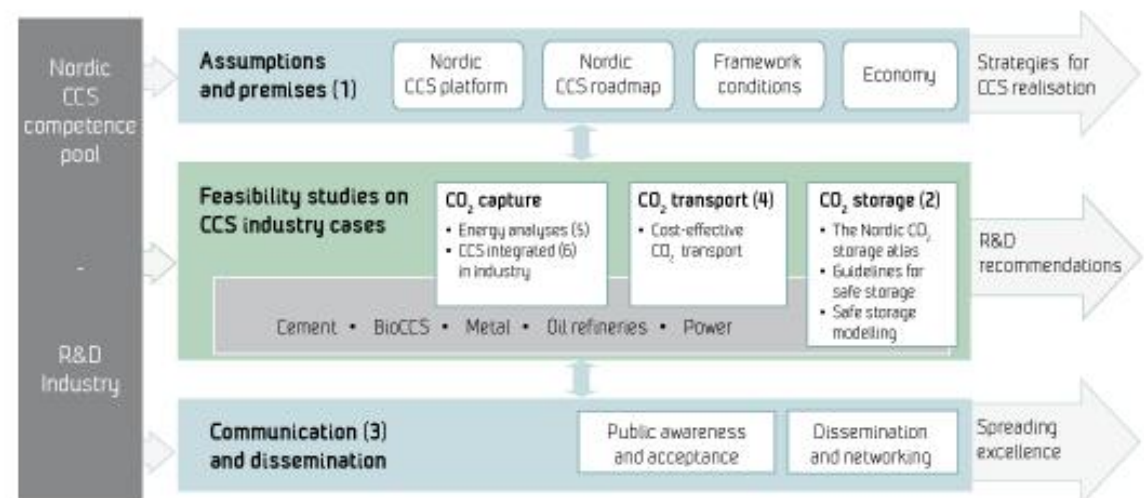 Nordic
CCS
competence
pool
-
R&D
Industry
Assumptions
and premises (1)
Nordic
CCS platform
Nordic
CCS roadmap
Framework
conditions
Economy
Strategies for
CCS realisation
Feasibility studies on
CCS industry cases
CO₂ capture
• Energy analyses (5)
• CCS integrated (6)
in industry
CO₂ transport (4)
• Cost-effective
CO₂ transport
CO₂ storage (2)
• The Nordic CO₂
storage atlas
• Guidelines for
safe storage
• Safe storage
modelling
Cement • BioCCS • Metal • Oil refineries • Power
R&D
recommendations
Communication (3)
and dissemination
Public awareness
and acceptance
Dissemination
and networking
Spreading
excellence